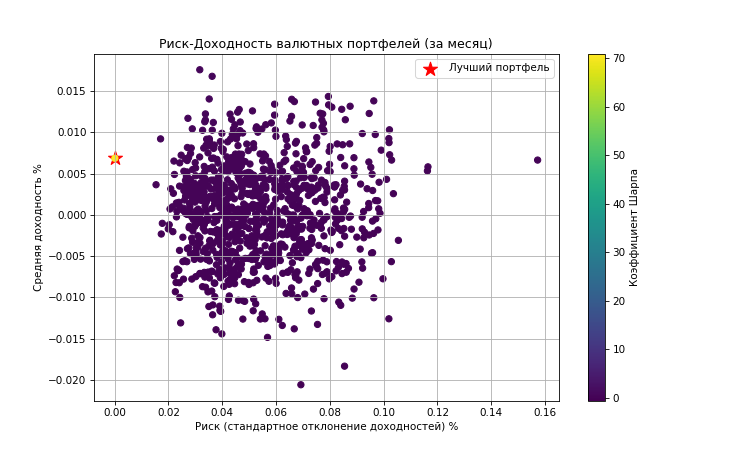 Риск-Доходность валютных портфелей (за месяц)
Лучший портфель
Средняя доходность %
0.015
0.010
0.005
0.000
−0.005
−0.010
−0.015
−0.020
0.00 0.02 0.04 0.06 0.08 0.10 0.12 0.14 0.16
Риск (стандартное отклонение доходностей) %
70
60
50
40
30
20
10
0
Коэффициент Шарпа